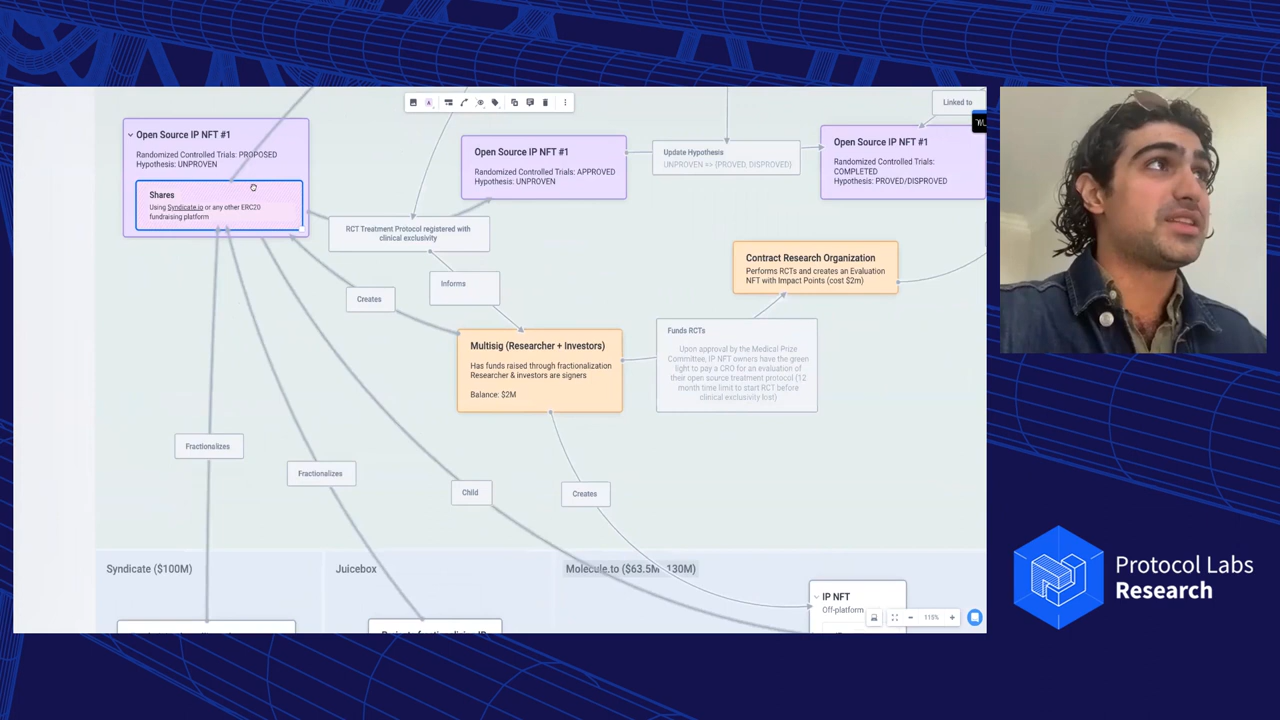 Open Source IP NFT #1
Randomized Controlled Trials: PROPOSED
Hypothesis: UNPROVEN
Shares
Using Syndicate.io or any other ERC20
fundraising platform
Open Source IP NFT #1
Randomized Controlled Trials: APPROVED
Hypothesis: UNPROVEN
Update Hypothesis
UNPROVEN => {PROVED, DISPROVED}
Linked to
Open Source IP NFT #1
Randomized Controlled Trials:
COMPLETED
Hypothesis: PROVED/DISPROVED
RCT Treatment Protocol registered with
clinical exclusivity
Informs
Creates
Contract Research Organization
Performs RCTs and creates an Evaluation
NFT with Impact Points (cost $2m)
Multisig (Researcher + Investors)
Has funds raised through fractionalization
Researcher & investors are signers
Balance: $2M
Funds RCTs
Upon approval by the Medical Prize
Committee, IP NFT owners have the green
light to pay a CRO for an evaluation of
their open source treatment protocol (12
month time limit to start RCT before
clinical exclusivity lost)
Fractionalizes
Fractionalizes
Child
Creates
Syndicate ($100M)
Juicebox
Molecule.to ($63.5M 130M)
IP NFT
Off-platform
115%
Protocol Labs
Research